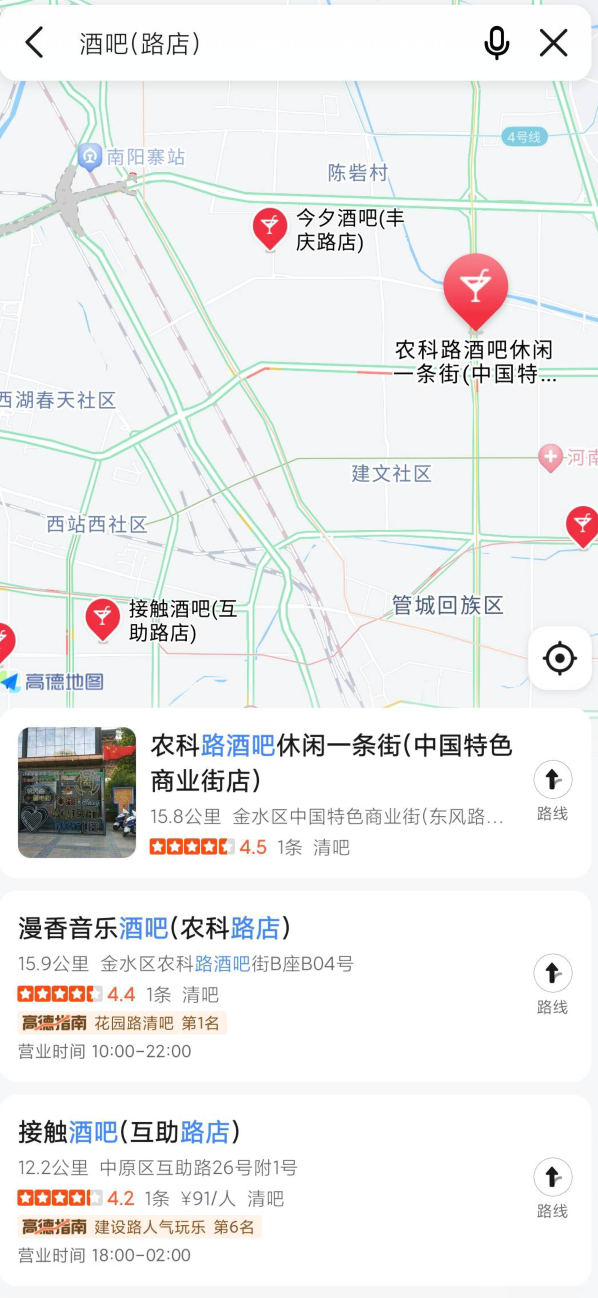 酒吧(路店)
4号线
南阳寨站
陈砦村
今夕酒吧(丰
庆路店)
农科路酒吧休闲
一条街(中国特...
西湖春天社区
河南
建文社区
西站西社区
接触酒吧(互
助路店)
管城回族区
高德地图
农科路酒吧休闲一条街(中国特色
商业街店)
15.8公里 金水区中国特色商业街(东风路...
4.5 1条 清吧
路线
漫香音乐酒吧(农科路店)
15.9公里 金水区农科路酒吧街B座B04号
4.4 1条 清吧
高德指南 花园路清吧 第1名
营业时间 10:00-22:00
路线
接触酒吧(互助路店)
12.2公里 中原区互助路26号附1号
4.2 1条 ¥91/人 清吧
高德指南 建设路人气玩乐 第6名
营业时间 18:00-02:00
路线